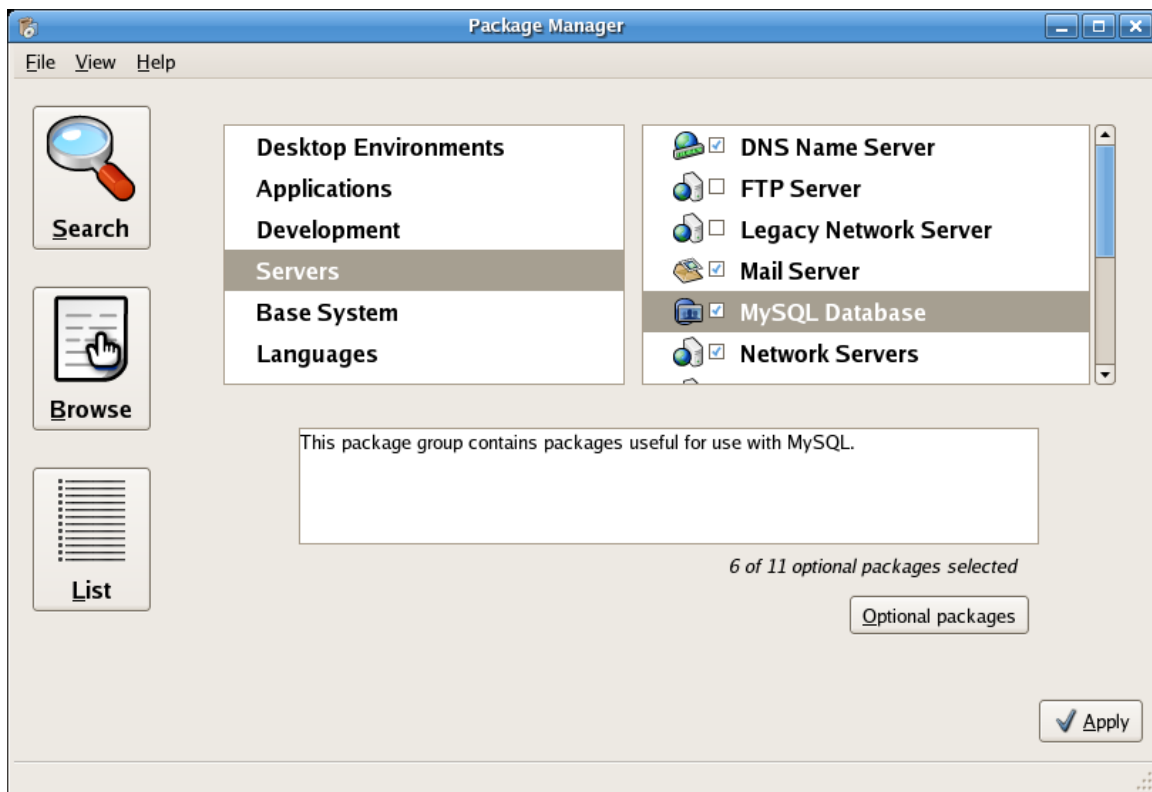 Package Manager
File View Help
Search
Browse
List
Desktop Environments
Applications
Development
Servers
Base System
Languages
DNS Name Server
FTP Server
Legacy Network Server
Mail Server
MySQL Database
Network Servers
This package group contains packages useful for use with MySQL.
6 of 11 optional packages selected
Optional packages
Apply